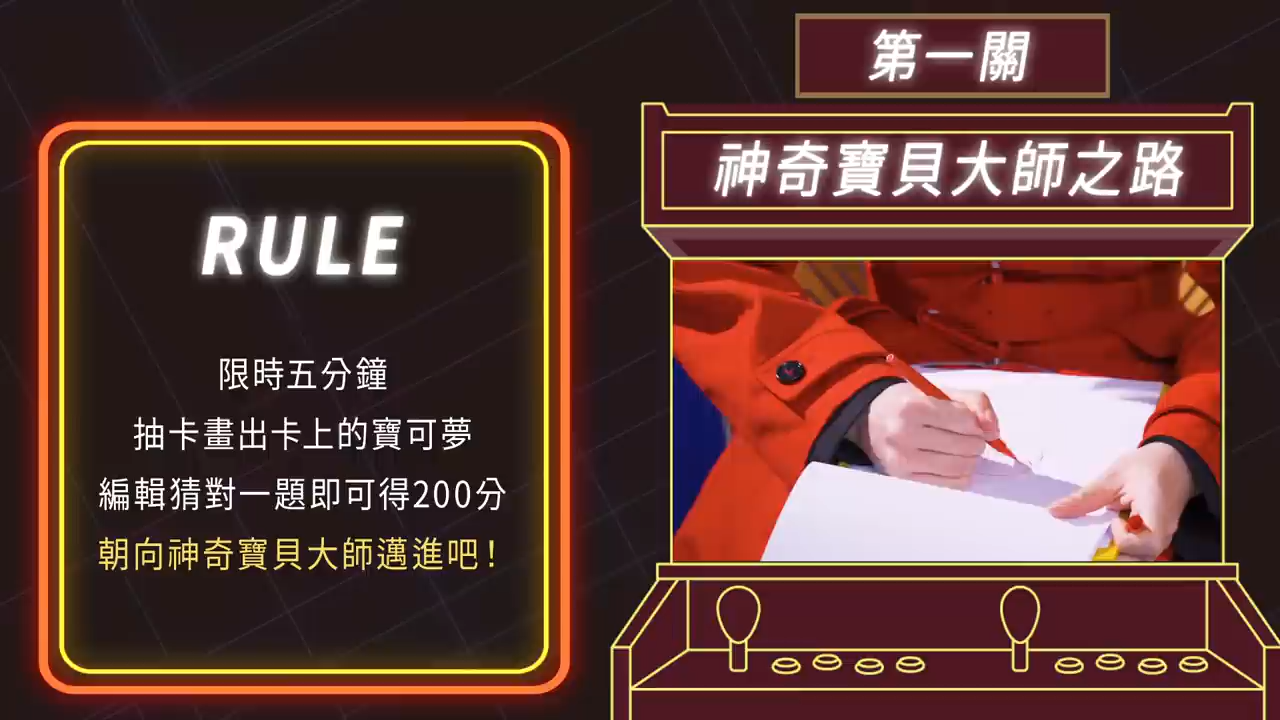 第一關
神奇寶貝大師之路
RULE
限時五分鐘
抽卡畫出卡上的寶可夢
編輯猜對一題即可得200分
朝向神奇寶貝大師邁進吧！